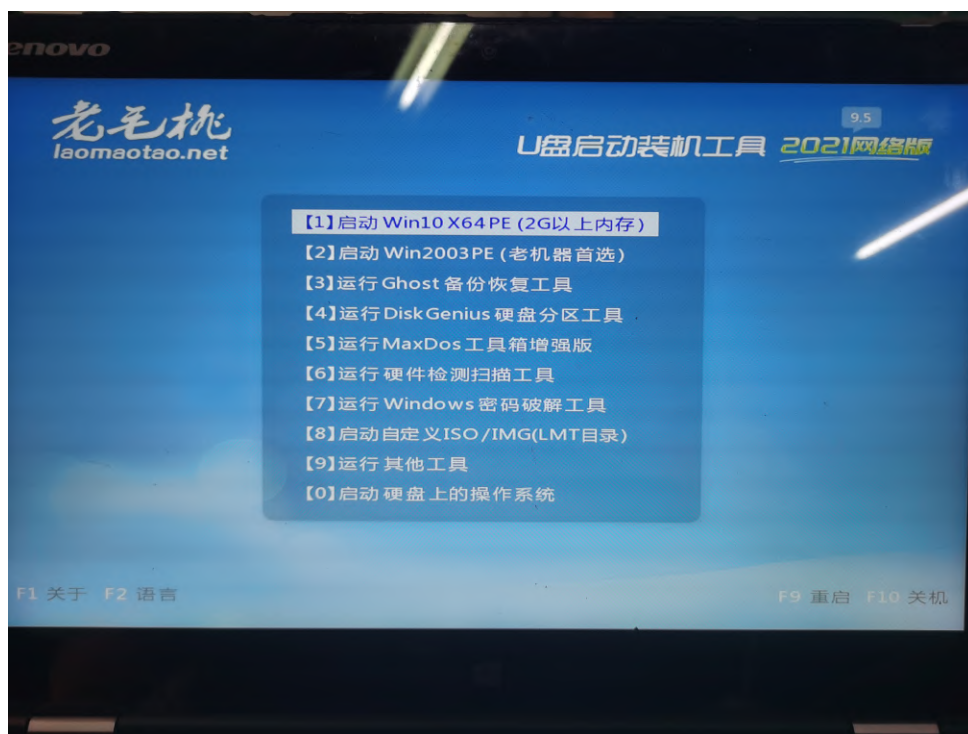 enovo
老毛桃
laomaotao.net
9.5
U盘启动装机工具 2021网络版
【1】启动 Win10 X64 PE (2G以上内存)
【2】启动 Win2003PE (老机器首选)
【3】运行 Ghost 备份恢复工具
【4】运行 DiskGenius 硬盘分区工具
【5】运行 MaxDos 工具箱增强版
【6】运行 硬件检测扫描工具
【7】运行 Windows 密码破解工具
【8】启动自定义ISO/IMG(LMT目录)
【9】运行 其他工具
【0】启动 硬盘上的操作系统
F1 关于 F2 语言
F9 重启 F10 关机